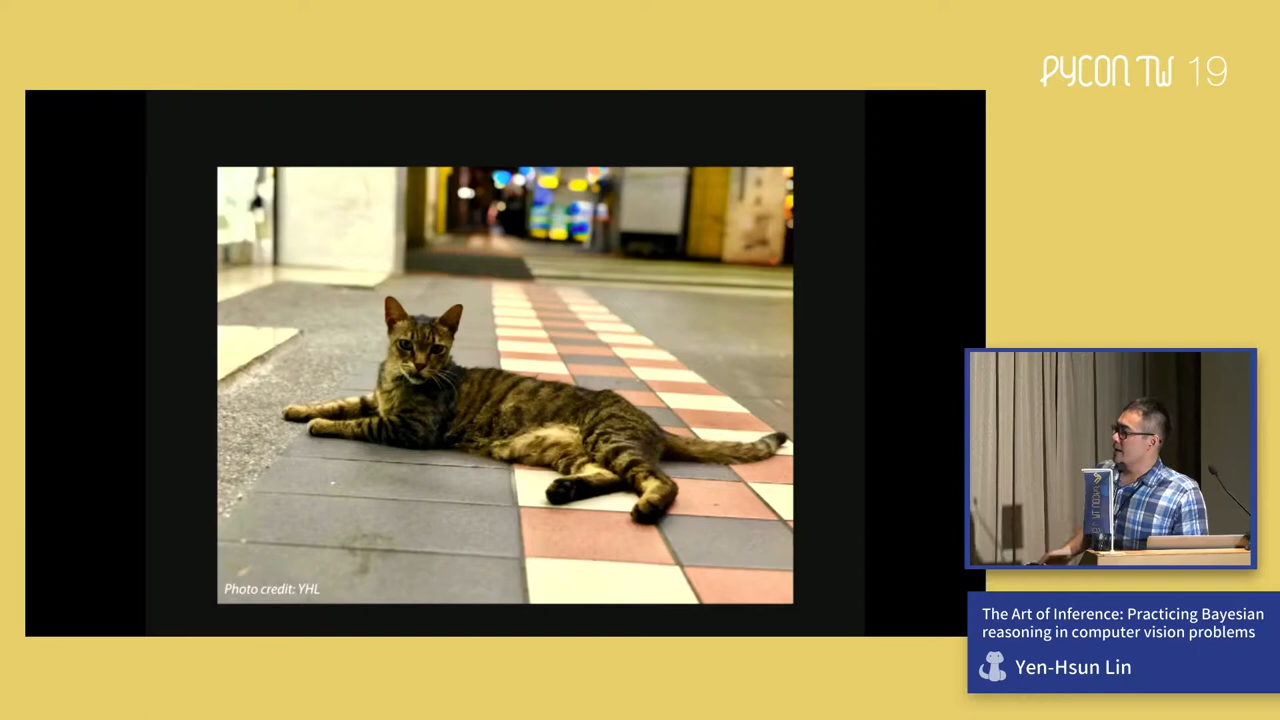 PYCON TW 19
Photo credit: YHL
The Art of Inference: Practicing Bayesian
reasoning in computer vision problems
Yen-Hsun Lin